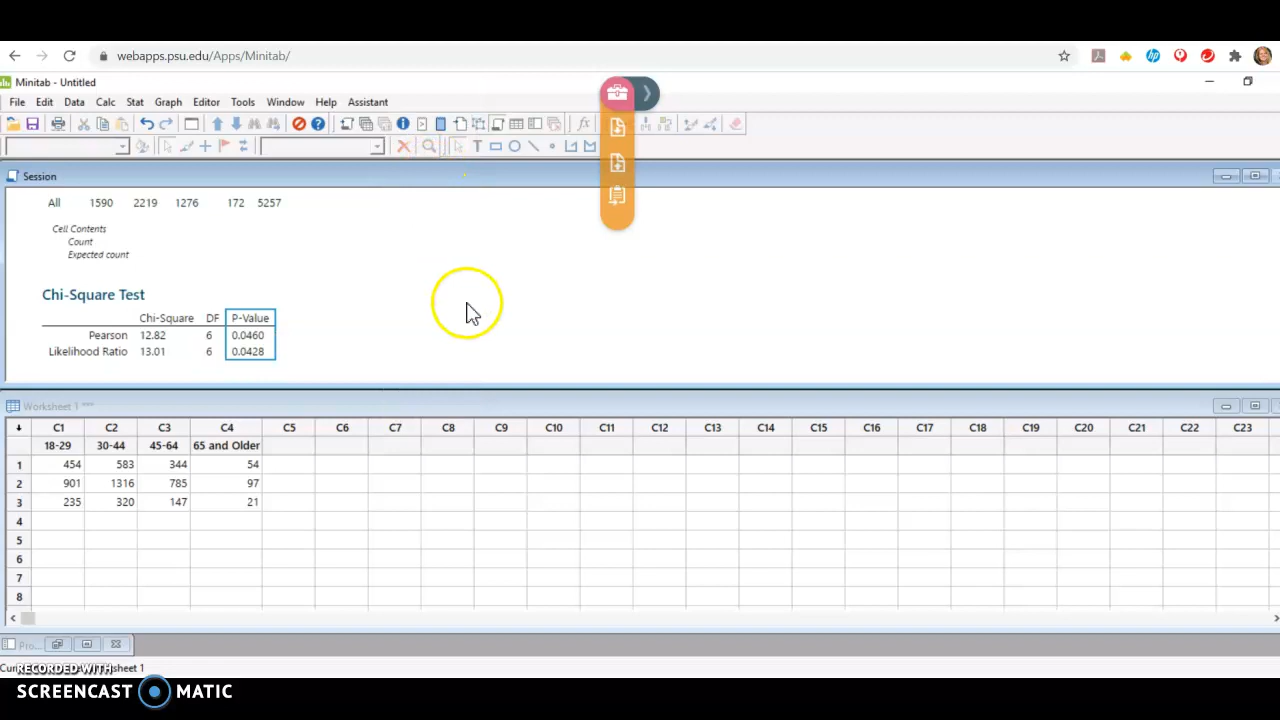 webapps.psu.edu/Apps/Minitab/
Minitab - Untitled
File Edit Data Calc Stat Graph Editor Tools Window Help Assistant
Session
All 1590 2219 1276 172 5257
Cell Contents
Count
Expected count
Chi-Square Test
Chi-Square DF P-Value
Pearson 12.82 6 0.0460
Likelihood Ratio 13.01 6 0.0428
Worksheet 1 ***
C1 C2 C3 C4 C5 C6 C7 C8 C9 C10 C11 C12 C13 C14 C15 C16 C17 C18 C19 C20 C21 C22 C23
18-29 30-44 45-64 65 and Older
1 454 583 344 54
2 901 1316 785 97
3 235 320 147 21
4
5
6
7
8
Pro...
RECORDED WITH
SCREENCAST MATIC